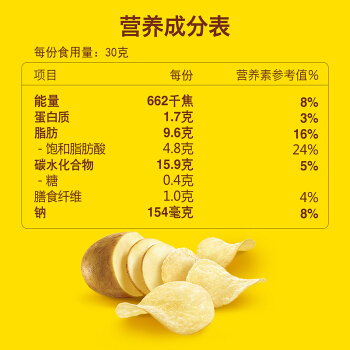 营养成分表
每份食用量：30克
项目 每份 营养素参考值%
能量 662千焦 8%
蛋白质 1.7克 3%
脂肪 9.6克 16%
- 饱和脂肪酸 4.8克 24%
碳水化合物 15.9克 5%
- 糖 0.4克
膳食纤维 1.0克 4%
钠 154毫克 8%